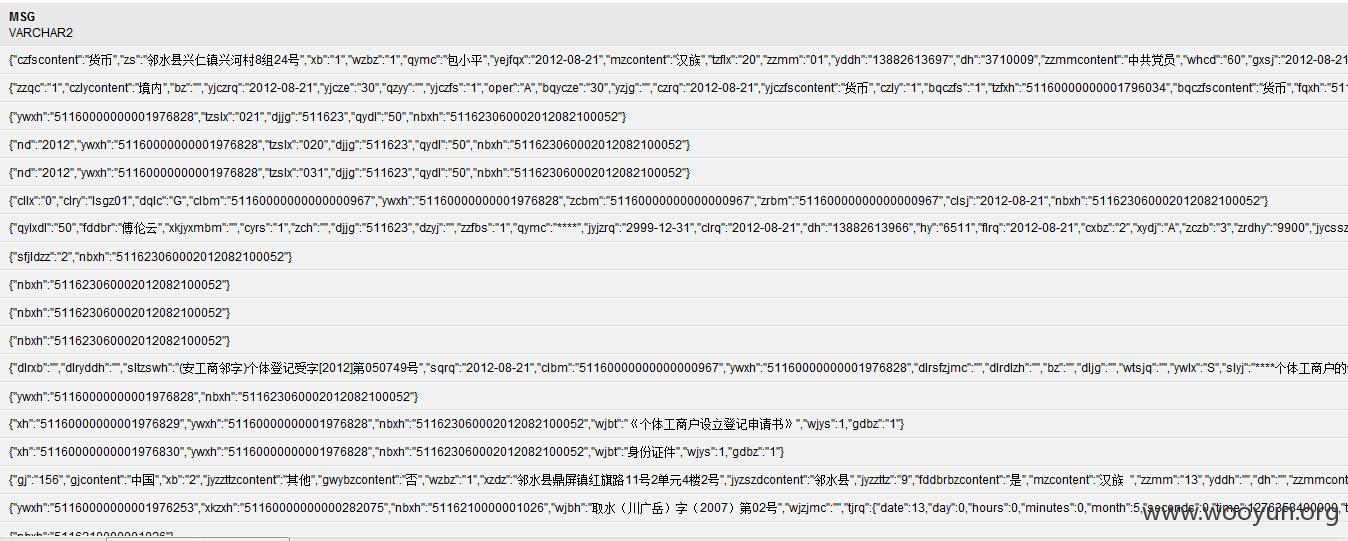 MSG
VARCHAR2
{"czfscontent":"货币","zs":"邻水县兴仁镇兴河村8组24号","xb":"1","wzbz":"1","qymc":"包小平","yejfqx":"2012-08-21","mzcontent":"汉族","tzflx":"20","zzmm":"01","yddh":"13882613697","dh":"3710009","zzmmcontent":"中共党员","whcd":"60","gxsj":"2012-08-21
{"zzqc":"1","czlycontent":"境内","bz":"","yjczrq":"2012-08-21","yjcze":"30","qzyy":"","yjczfs":"1","oper":"A","bqycze":"30","yzjg":"","czrq":"2012-08-21","yjczfscontent":"货币","czly":"1","bqczfs":"1","tzfxh":"51160000000001796034","bqczfscontent":"货币","fqxh":"511
{"ywxh":"51160000000001976828","tzslx":"021","djjg":"511623","qydl":"50","nbxh":"511623060002012082100052"}
{"nd":"2012","ywxh":"51160000000001976828","tzslx":"020","djjg":"511623","qydl":"50","nbxh":"511623060002012082100052"}
{"nd":"2012","ywxh":"51160000000001976828","tzslx":"031","djjg":"511623","qydl":"50","nbxh":"511623060002012082100052"}
{"cllx":"0","clry":"lsgz01","dqlc":"G","clbm":"51160000000000000967","ywxh":"51160000000001976828","zcbm":"51160000000000000967","zrbm":"51160000000000000967","clsj":"2012-08-21","nbxh":"511623060002012082100052"}
{"qylxdl":"50","fddbr":"傅伦云","xkjyxmbm":"","cyrs":"1","zch":"","djjg":"511623","dzyj":"","zzfbs":"1","qymc":"****","jyjzrq":"2999-12-31","clrq":"2012-08-21","dh":"13882613966","hy":"6511","flrq":"2012-08-21","cxbz":"2","xydj":"A","zczb":"3","zrdhy":"9900","jycssz
{"sfjldzz":"2","nbxh":"511623060002012082100052"}
{"nbxh":"511623060002012082100052"}
{"nbxh":"511623060002012082100052"}
{"nbxh":"511623060002012082100052"}
{"dlrxb":"","dlryddh":"","sltzswh":"(安工商邻字)个体登记受字[2012]第050749号","sqrq":"2012-08-21","clbm":"51160000000000000967","ywxh":"51160000000001976828","dlrsfzjmc":"","dlrdlzh":"","bz":"","dljg":"","wtsjq":"","ywlx":"S","slyj":"****个体工商户的
{"ywxh":"51160000000001976828","nbxh":"511623060002012082100052"}
{"xh":"51160000000001976829","ywxh":"51160000000001976828","nbxh":"511623060002012082100052","wjbt":"《个体工商户设立登记申请书》","wjys":1,"gdbz":"1"}
{"xh":"51160000000001976830","ywxh":"51160000000001976828","nbxh":"511623060002012082100052","wjbt":"身份证件","wjys":1,"gdbz":"1"}
{"gj":"156","gjcontent":"中国","xb":"2","jyzzttzcontent":"其他","gwybzcontent":"否","wzbz":"1","xzdz":"邻水县鼎屏镇红旗路11号2单元4楼2号","jyzszdcontent":"邻水县","jyzzttz":"9","fddbrbzcontent":"是","mzcontent":"汉族 ","zzmm":"13","yddh":"","dh":"","zzmmcontent
{"ywxh":"51160000000001976253","xkzxh":"51160000000000282075","nbxh":"5116210000001026","wjbh":"取水（川广岳）字（2007）第02号","wjzjmc":"","tjrq":{"date":13,"day":0,"hours":0,"minutes":0,"month":5,"seconds":0,"time":1276358400000,"t
www.wooyun.org
{"nbxh":"5116210000001026"}